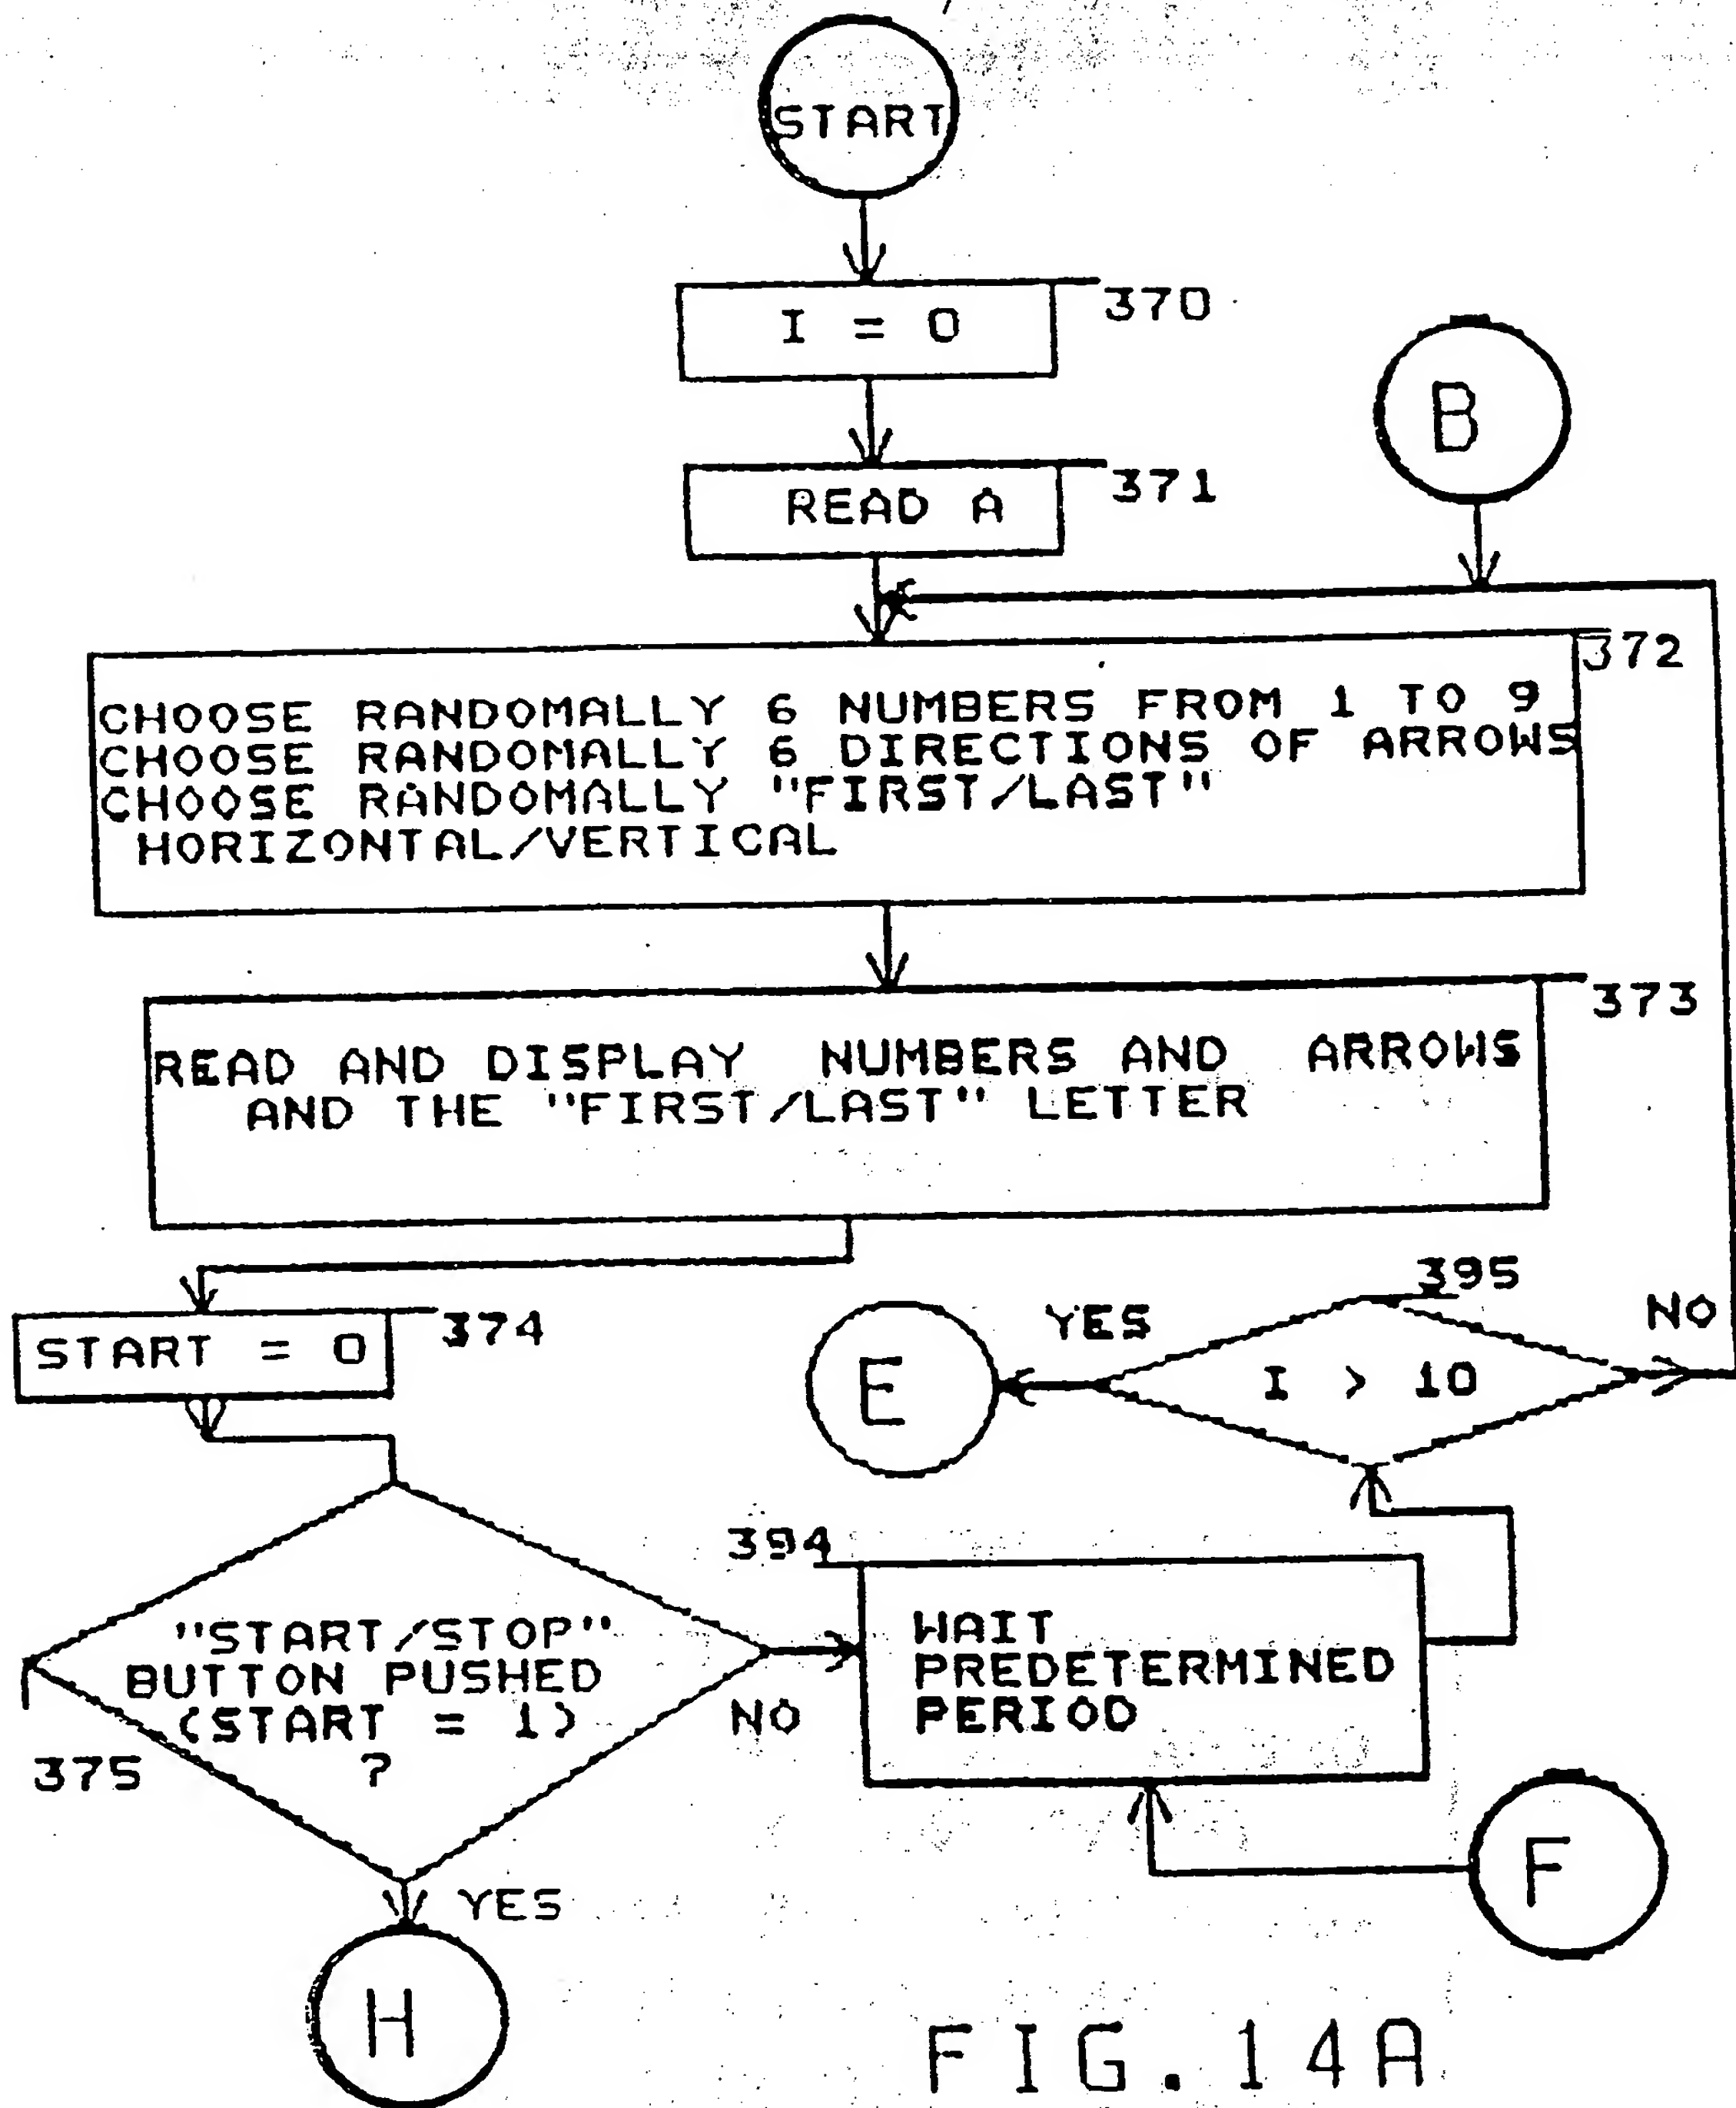 START
I = 0
370
B
READ A
371
372
CHOOSE RANDOMALLY 6 NUMBERS FROM 1 TO 9
CHOOSE RANDOMALLY 6 DIRECTIONS OF ARROWS
CHOOSE RANDOMALLY "FIRST/LAST"
HORIZONTAL/VERTICAL
373
READ AND DISPLAY NUMBERS AND ARROWS
AND THE "FIRST/LAST" LETTER
START = 0
374
E
YES
395
I > 10
NO
"START/STOP"
BUTTON PUSHED
(START = 1)
?
375
NO
394
WAIT
PREDETERMINED
PERIOD
F
YES
H
FIG.14A